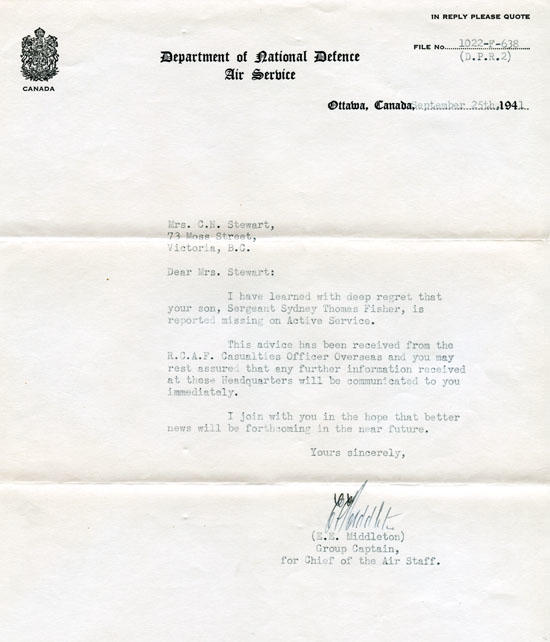 IN REPLY PLEASE QUOTE
FILE No. 1022-F-638
(D.P.R.2)
CANADA
Department of National Defence
Air Service
Ottawa, Canada, September 25th, 1941.
Mrs. C.N. Stewart,
73 Moss Street,
Victoria, B.C.
Dear Mrs. Stewart:
I have learned with deep regret that
your son, Sergeant Sydney Thomas Fisher, is
reported missing on Active Service.
This advice has been received from the
R.C.A.F. Casualties Officer Overseas and you may
rest assured that any further information received
at these Headquarters will be communicated to you
immediately.
I join with you in the hope that better
news will be forthcoming in the near future.
Yours sincerely,
(E.E. Middleton)
Group Captain,
for Chief of the Air Staff.